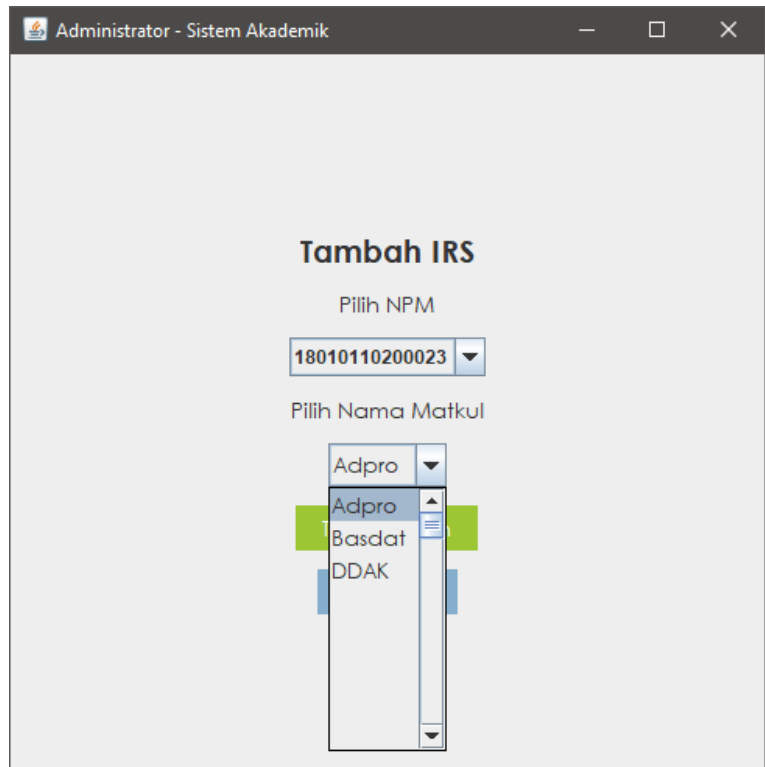 Administrator - Sistem Akademik
Tambah IRS
Pilih NPM
18010110200023
Pilih Nama Matkul
Adpro
Adpro
Basdat
DDAK